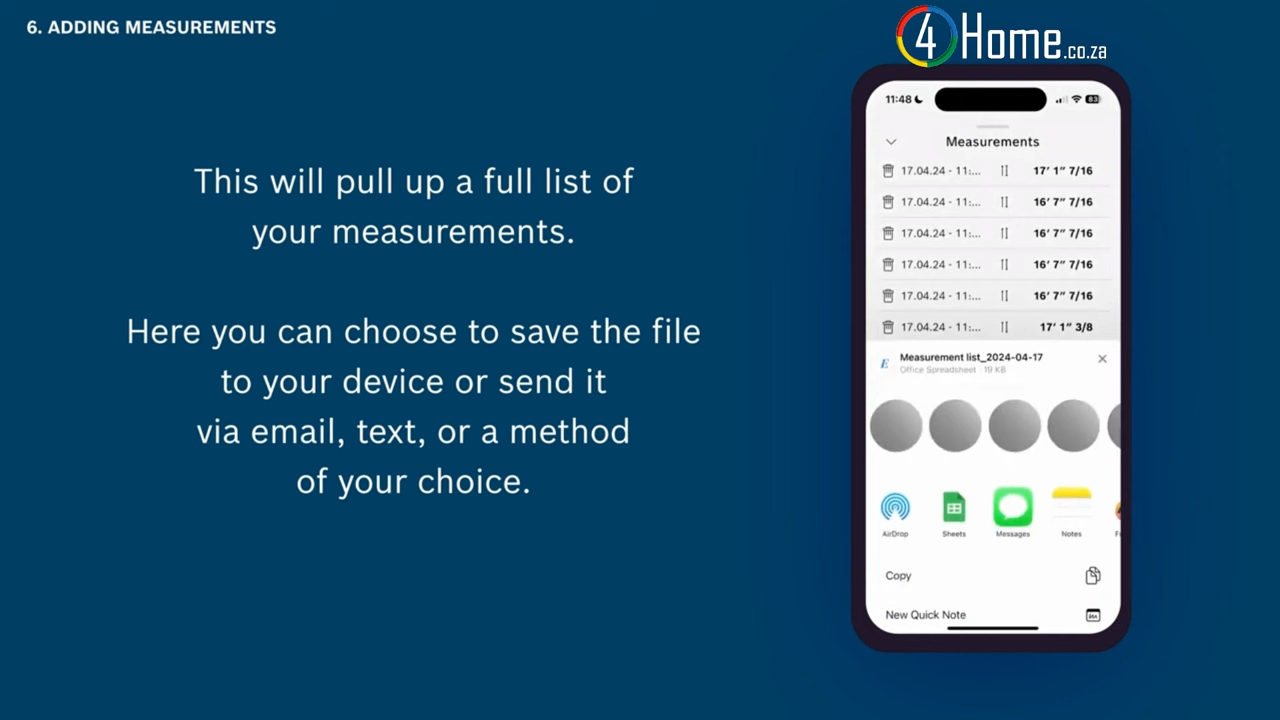 6. ADDING MEASUREMENTS
4 Home.co.za
This will pull up a full list of
your measurements.
Here you can choose to save the file
to your device or send it
via email, text, or a method
of your choice.
11:48
83
Measurements
17.04.24 - 11:... 17' 1" 7/16
17.04.24 - 11:... 16' 7" 7/16
17.04.24 - 11:... 16' 7" 7/16
17.04.24 - 11:... 16' 7" 7/16
17.04.24 - 11:... 16' 7" 7/16
17.04.24 - 11:... 17' 1" 3/8
E
Measurement list_2024-04-17
Office Spreadsheet · 19 KB
AirDrop Sheets Messages Notes
Copy
New Quick Note